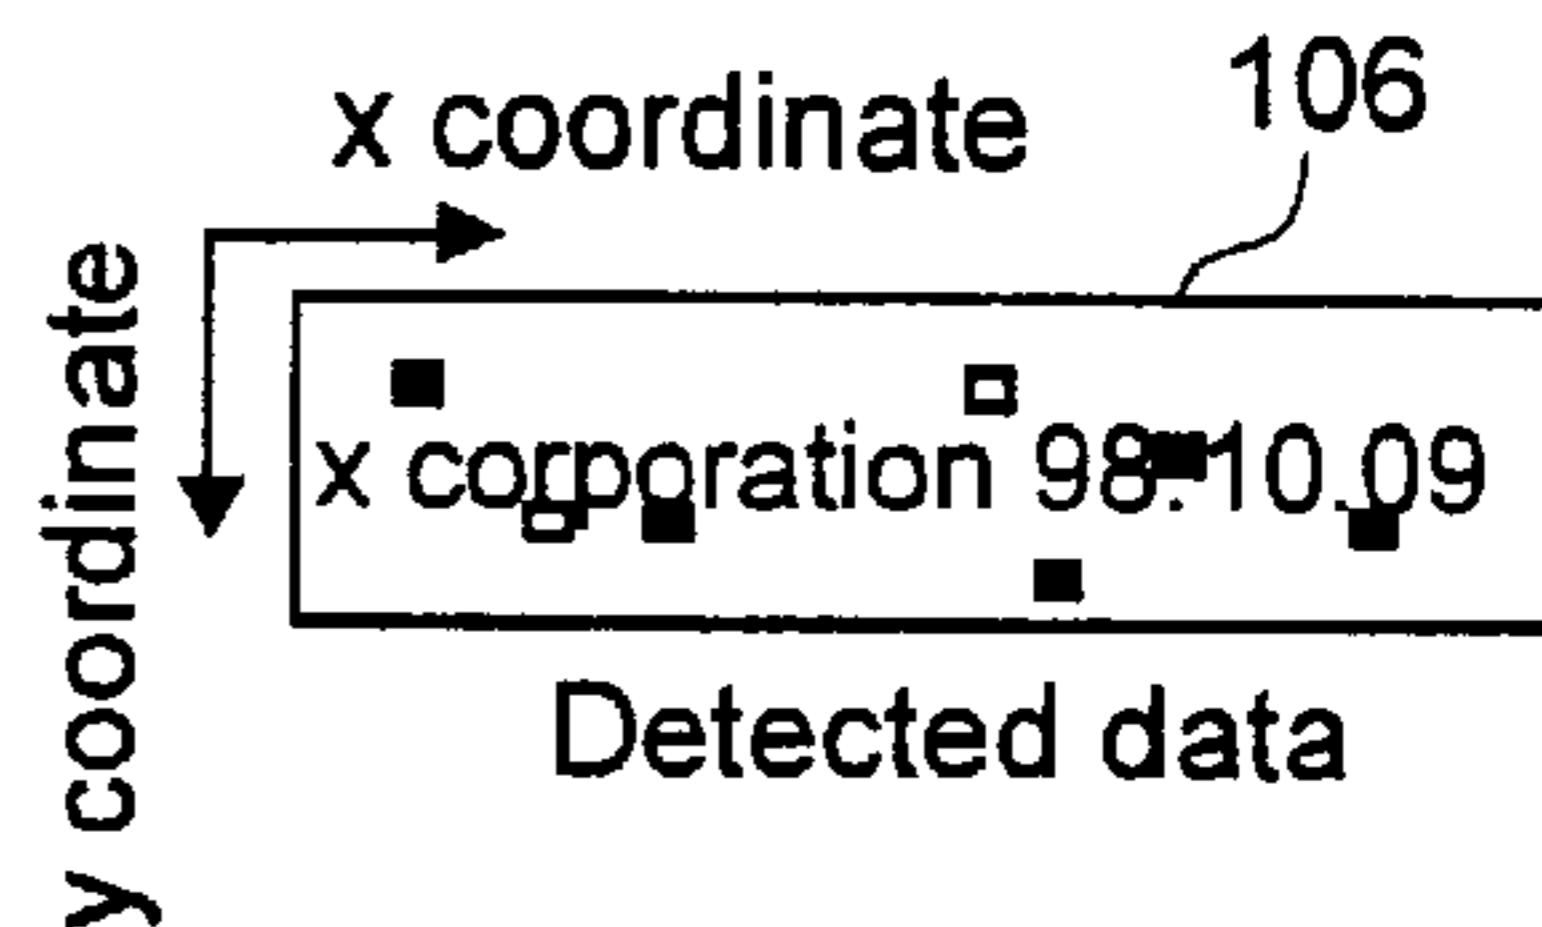 106
x coordinate
y coordinate
x corporation 98.10.09
Detected data